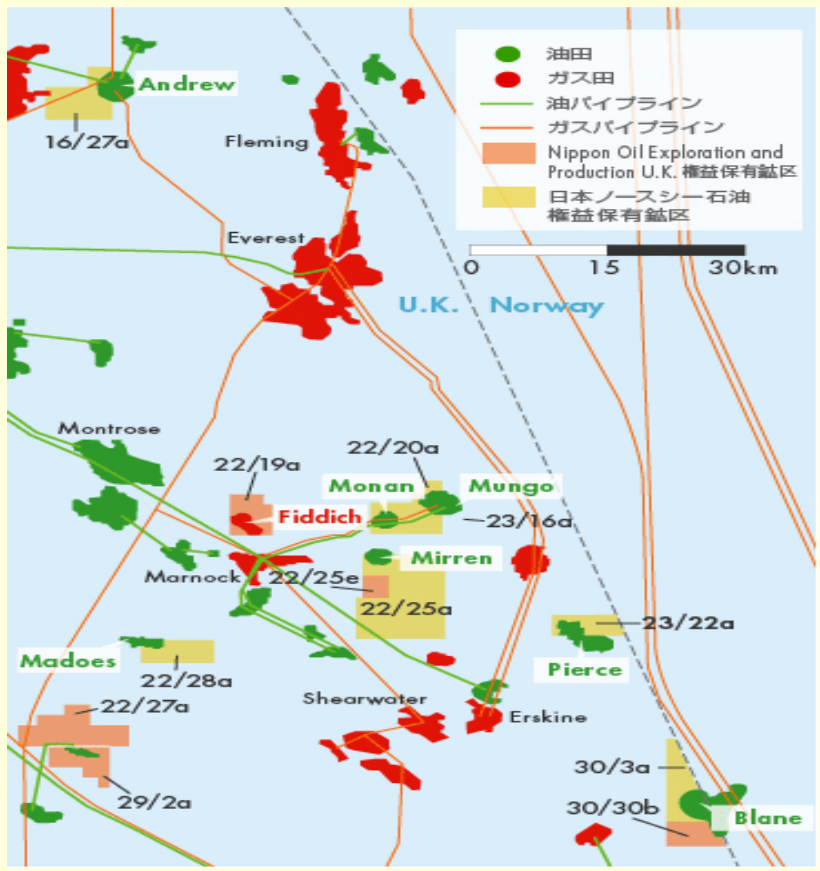 油田
ガス田
油パイプライン
ガスパイプライン
Nippon Oil Exploration and
Production U.K. 権益保有鉱区
日本ノースシー石油
権益保有鉱区
0 15 30km
Andrew
16/27a
Fleming
Everest
U.K. Norway
Montrose
22/20a
22/19a
Monan
Mungo
Fiddich
23/16a
Mirren
Marnock
22/25e
22/25a
23/22a
Madoes
Pierce
22/28a
Shearwater
22/27a
Erskine
30/3a
29/2a
30/30b
Blane